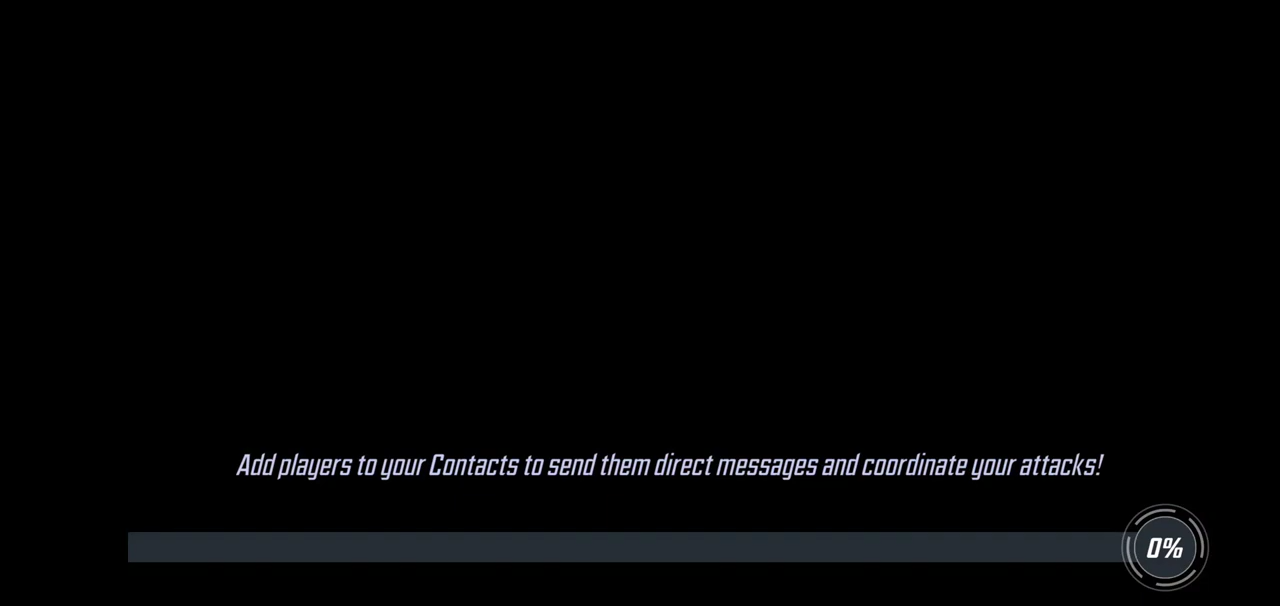 Add players to your Contacts to send them direct messages and coordinate your attacks!
0%